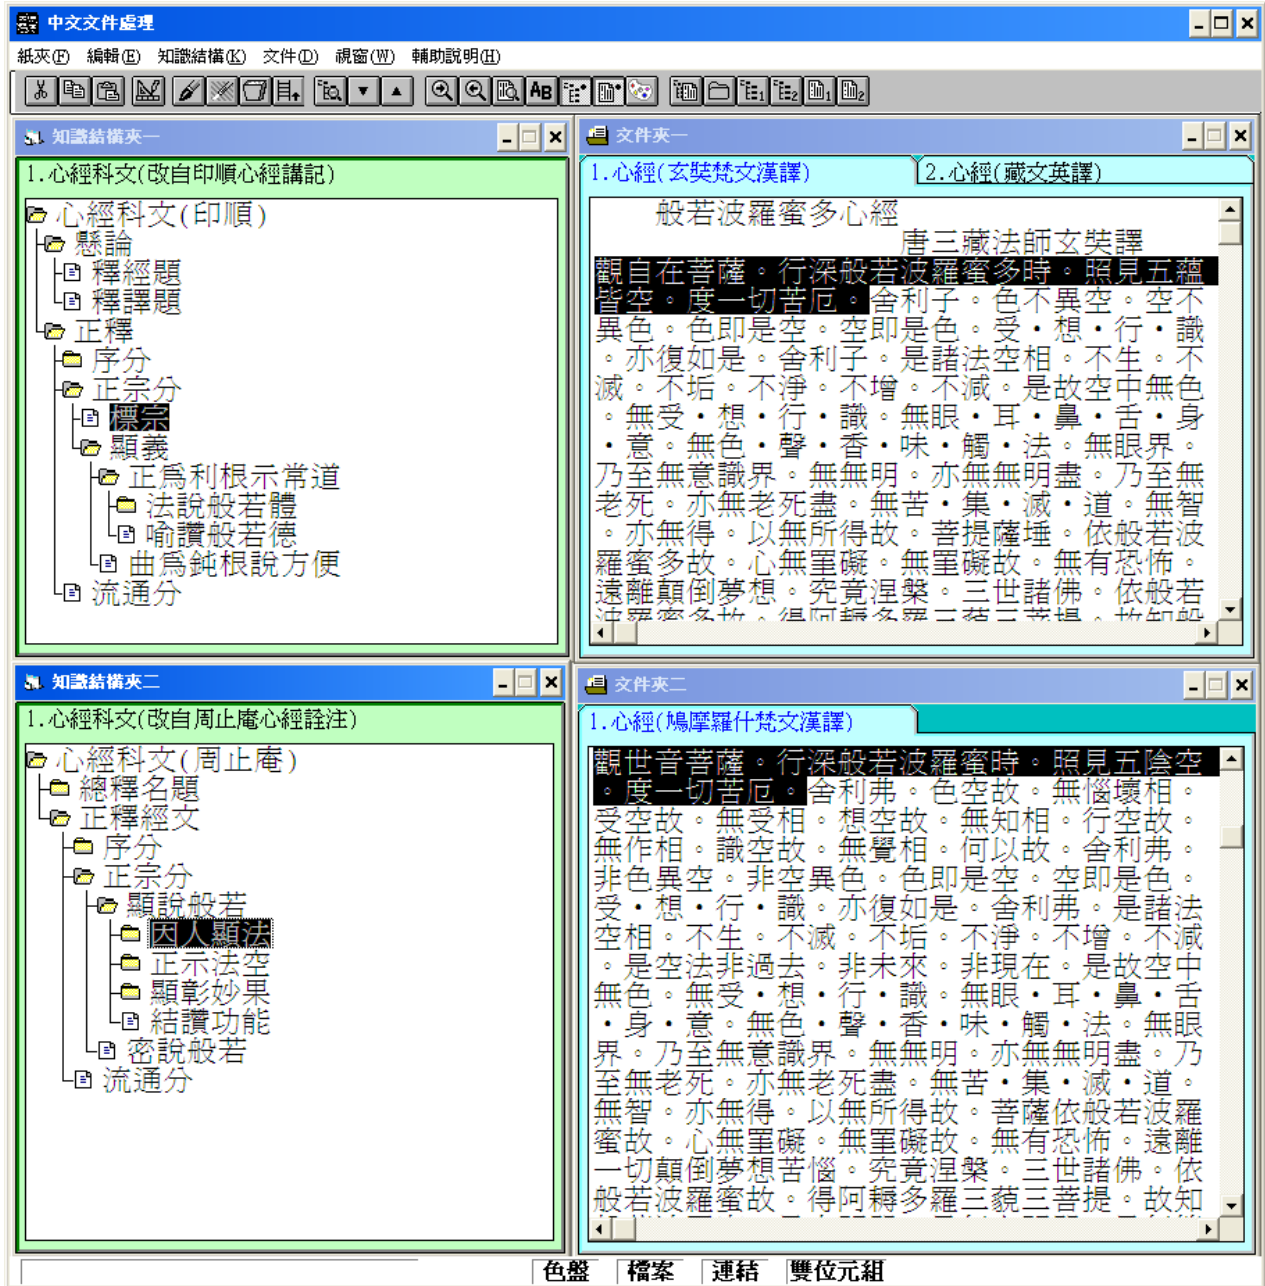 中文文件處理
紙夾(F) 編輯(E) 知識結構(K) 文件(D) 視窗(W) 輔助說明(H)
AB
知識結構夾一
1.心經科文(改自印順心經講記)
心經科文(印順)
懸論
釋經題
釋譯題
正釋
序分
正宗分
標宗
顯義
正爲利根示常道
法說般若體
喻讚般若德
曲爲鈍根說方便
流通分
文件夾一
1.心經(玄奘梵文漢譯) 2.心經(藏文英譯)
般若波羅蜜多心經
唐三藏法師玄奘譯
觀自在菩薩。行深般若波羅蜜多時。照見五蘊
皆空。度一切苦厄。舍利子。色不異空。空不
異色。色即是空。空即是色。受・想・行・識
。亦復如是。舍利子。是諸法空相。不生。不
滅。不垢。不淨。不增。不減。是故空中無色
。無受・想・行・識。無眼・耳・鼻・舌・身
・意。無色・聲・香・味・觸・法。無眼界。
乃至無意識界。無無明。亦無無明盡。乃至無
老死。亦無老死盡。無苦・集・滅・道。無智
。亦無得。以無所得故。菩提薩埵。依般若波
羅蜜多故。心無罣礙。無罣礙故。無有恐怖。
遠離顛倒夢想。究竟涅槃。三世諸佛。依般若
波羅蜜多故。得阿耨多羅三藐三菩提。故知般
知識結構夾二
1.心經科文(改自周止庵心經詮注)
心經科文(周止庵)
總釋名題
正釋經文
序分
正宗分
顯說般若
因人顯法
正示法空
顯彰妙果
結讚功能
密說般若
流通分
文件夾二
1.心經(鳩摩羅什梵文漢譯)
觀世音菩薩。行深般若波羅蜜時。照見五陰空
。度一切苦厄。舍利弗。色空故。無惱壞相。
受空故。無受相。想空故。無知相。行空故。
無作相。識空故。無覺相。何以故。舍利弗。
非色異空。非空異色。色即是空。空即是色。
受・想・行・識。亦復如是。舍利弗。是諸法
空相。不生。不滅。不垢。不淨。不增。不減
。是空法非過去。非未來。非現在。是故空中
無色。無受・想・行・識。無眼・耳・鼻・舌
・身・意。無色・聲・香・味・觸・法。無眼
界。乃至無意識界。無無明。亦無無明盡。乃
至無老死。亦無老死盡。無苦・集・滅・道。
無智。亦無得。以無所得故。菩薩依般若波羅
蜜故。心無罣礙。無罣礙故。無有恐怖。遠離
一切顛倒夢想苦惱。究竟涅槃。三世諸佛。依
般若波羅蜜故。得阿耨多羅三藐三菩提。故知
色盤 檔案 連結 雙位元組